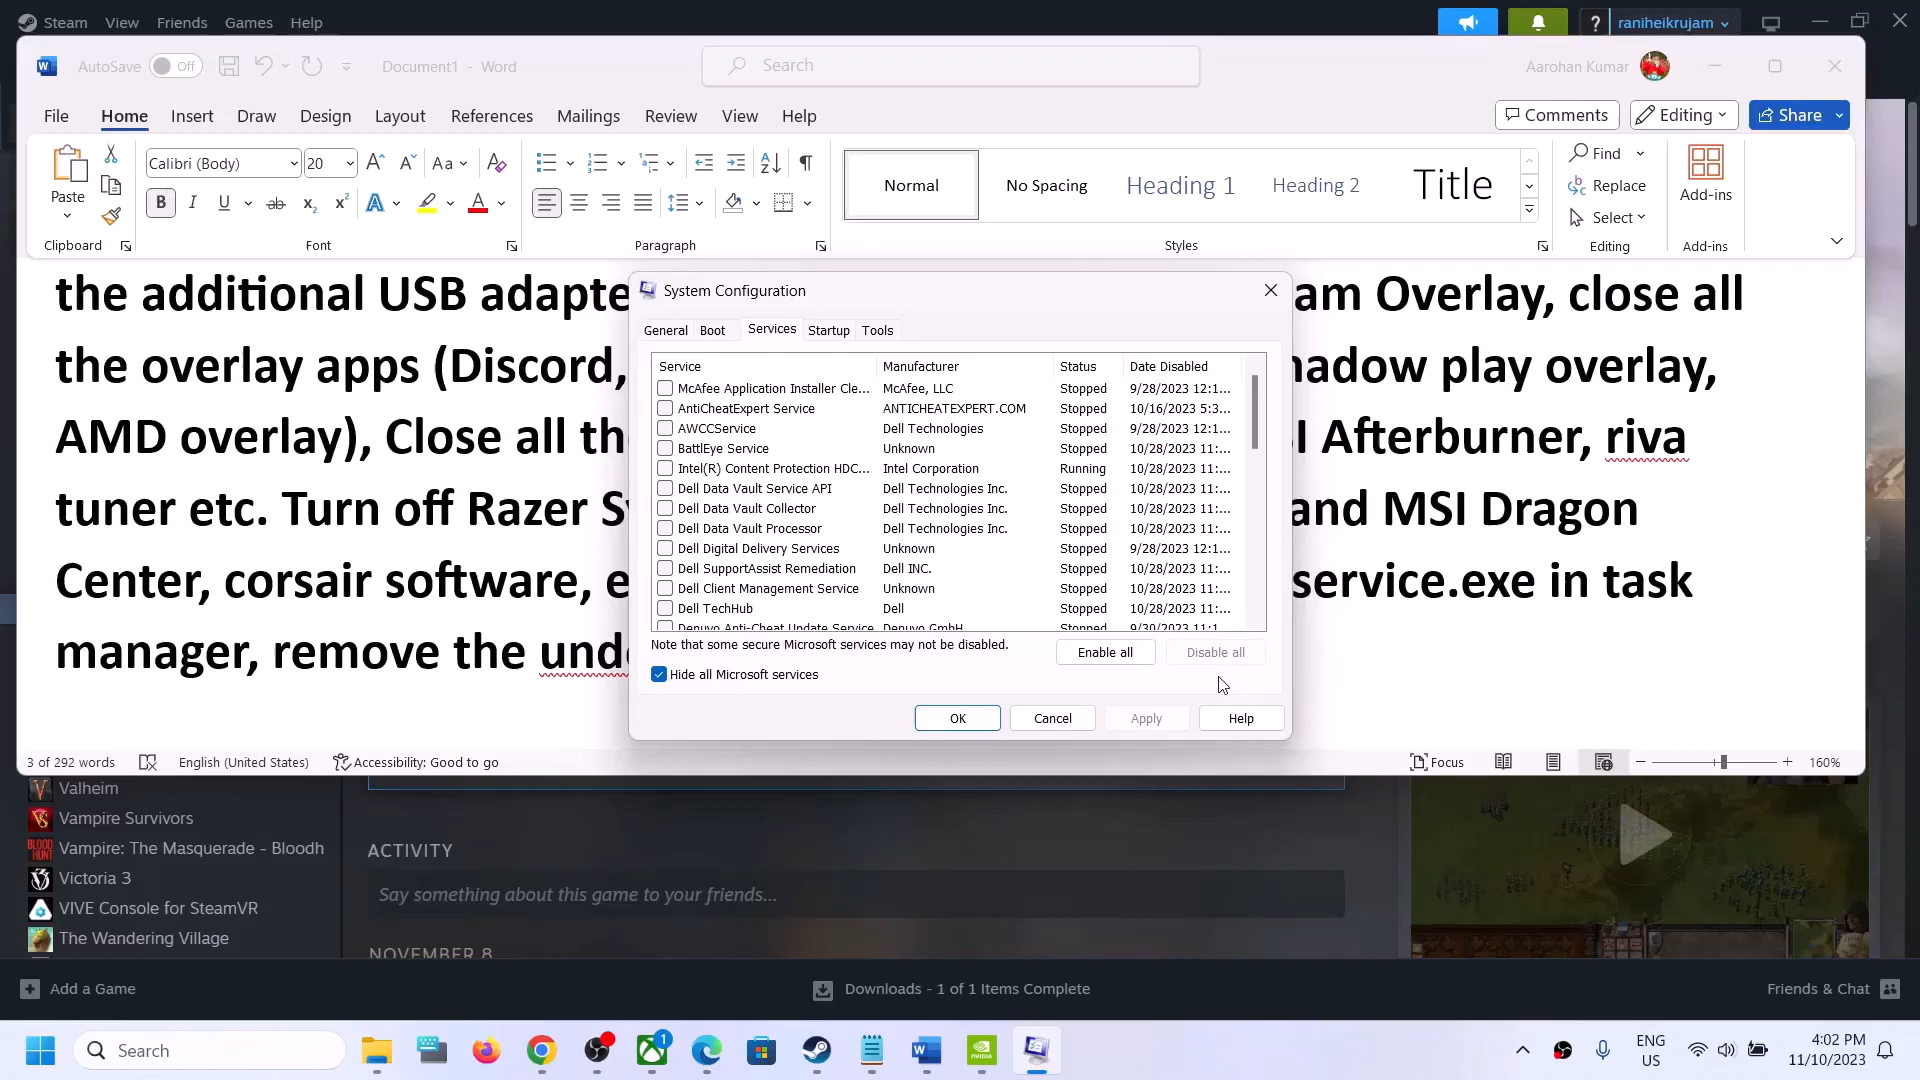 Steam View Friends Games Help
raniheikrujam
AutoSave Off Document1 - Word
Search
Aarohan Kumar
File Home Insert Draw Design Layout References Mailings Review View Help
Comments Editing Share
Paste
Calibri (Body) 20
Aa
Normal No Spacing Heading 1 Heading 2 Title
Find
Replace
Select
Add-ins
Clipboard Font Paragraph Styles Editing Add-ins
the additional USB adapte am Overlay, close all
the overlay apps (Discord, hadow play overlay,
AMD overlay), Close all th I Afterburner, riva
tuner etc. Turn off Razer S and MSI Dragon
Center, corsair software, e service.exe in task
manager, remove the und
System Configuration
General Boot Services Startup Tools
Service Manufacturer Status Date Disabled
McAfee Application Installer Cle... McAfee, LLC Stopped 9/28/2023 12:1...
AntiCheatExpert Service ANTICHEATEXPERT.COM Stopped 10/16/2023 5:3...
AWCCService Dell Technologies Stopped 9/28/2023 12:1...
BattlEye Service Unknown Stopped 10/28/2023 11:...
Intel(R) Content Protection HDC... Intel Corporation Running 10/28/2023 11:...
Dell Data Vault Service API Dell Technologies Inc. Stopped 10/28/2023 11:...
Dell Data Vault Collector Dell Technologies Inc. Stopped 10/28/2023 11:...
Dell Data Vault Processor Dell Technologies Inc. Stopped 10/28/2023 11:...
Dell Digital Delivery Services Unknown Stopped 9/28/2023 12:1...
Dell SupportAssist Remediation Dell INC. Stopped 10/28/2023 11:...
Dell Client Management Service Unknown Stopped 10/28/2023 11:...
Dell TechHub Dell Stopped 10/28/2023 11:...
Denuvo Anti-Cheat Update Service Denuvo GmbH Stopped 9/30/2023 11:1...
Note that some secure Microsoft services may not be disabled.
Enable all Disable all
Hide all Microsoft services
OK Cancel Apply Help
3 of 292 words English (United States) Accessibility: Good to go
Focus 160%
Valheim
Vampire Survivors
Vampire: The Masquerade - Bloodh
Victoria 3
VIVE Console for SteamVR
The Wandering Village
ACTIVITY
Say something about this game to your friends...
NOVEMBER 8
Add a Game
Downloads - 1 of 1 Items Complete
Friends & Chat
Search
1
ENG
US
4:02 PM
11/10/2023